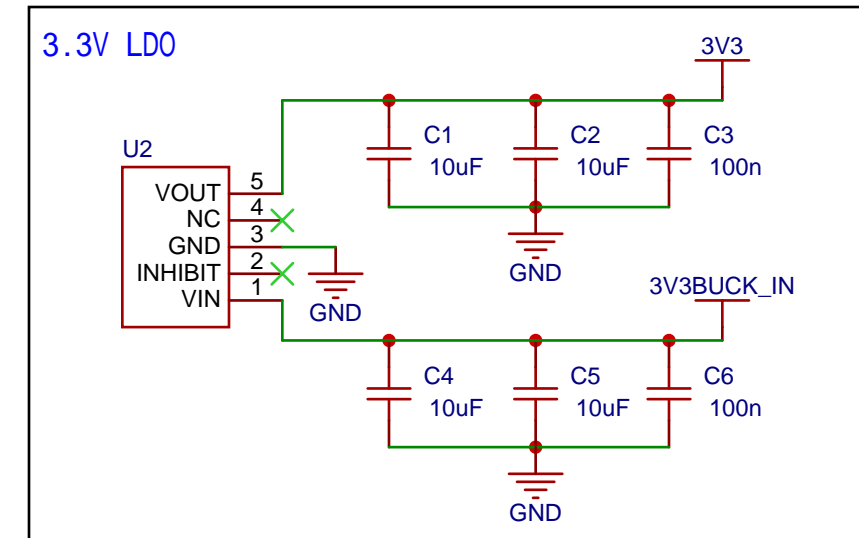 3.3V LDO
3V3
U2
VOUT 5
NC 4
GND 3
INHIBIT 2
VIN 1
GND
C1
10uF
C2
10uF
C3
100n
GND
3V3BUCK_IN
C4
10uF
C5
10uF
C6
100n
GND